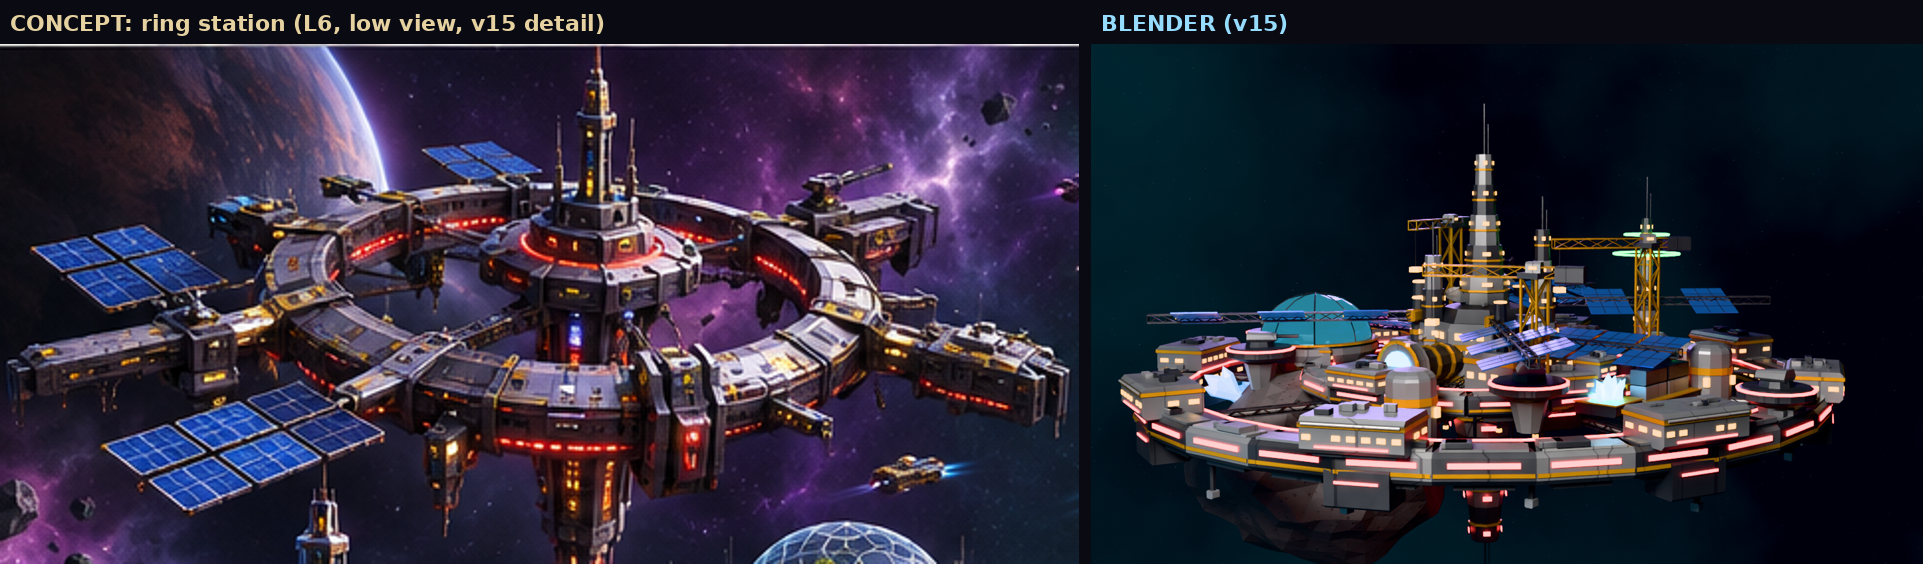 CONCEPT: ring station (L6, low view, v15 detail)
BLENDER (v15)